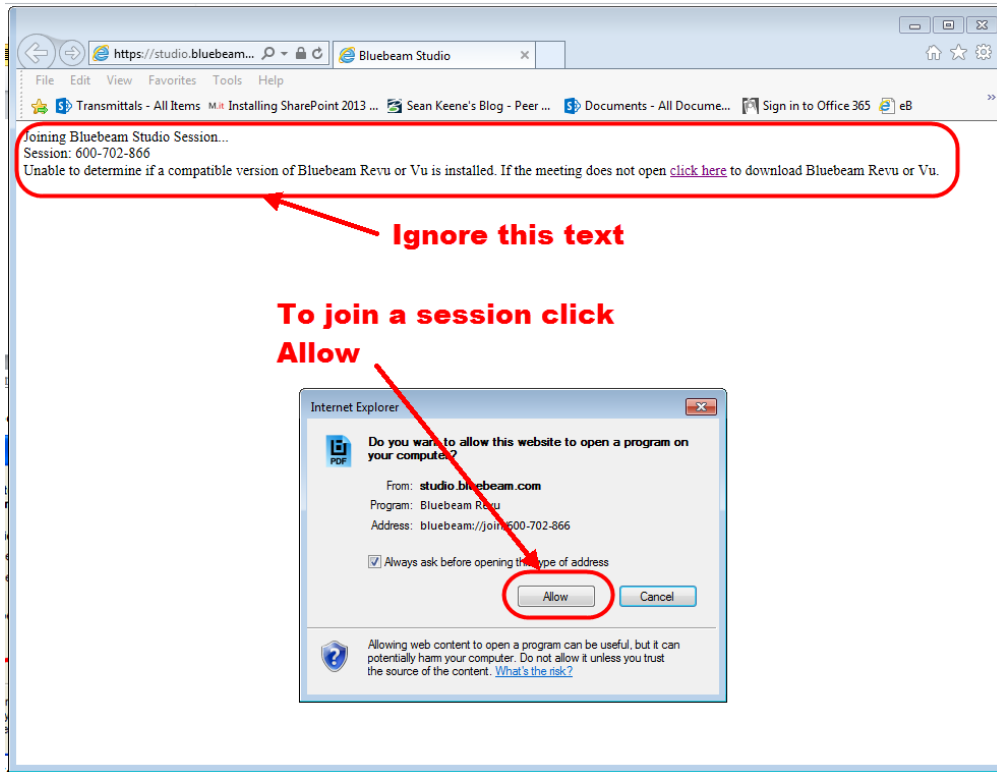 https://studio.bluebeam...
Bluebeam Studio
File Edit View Favorites Tools Help
Transmittals - All Items M.it Installing SharePoint 2013 ... Sean Keene's Blog - Peer ... Documents - All Docume... Sign in to Office 365 eB »
Joining Bluebeam Studio Session...
Session: 600-702-866
Unable to determine if a compatible version of Bluebeam Revu or Vu is installed. If the meeting does not open click here to download Bluebeam Revu or Vu.
Ignore this text
To join a session click
Allow
Internet Explorer
PDF
Do you want to allow this website to open a program on
your computer?
From: studio.bluebeam.com
Program: Bluebeam Revu
Address: bluebeam://join/600-702-866
Always ask before opening this type of address
Allow Cancel
Allowing web content to open a program can be useful, but it can
potentially harm your computer. Do not allow it unless you trust
the source of the content. What's the risk?